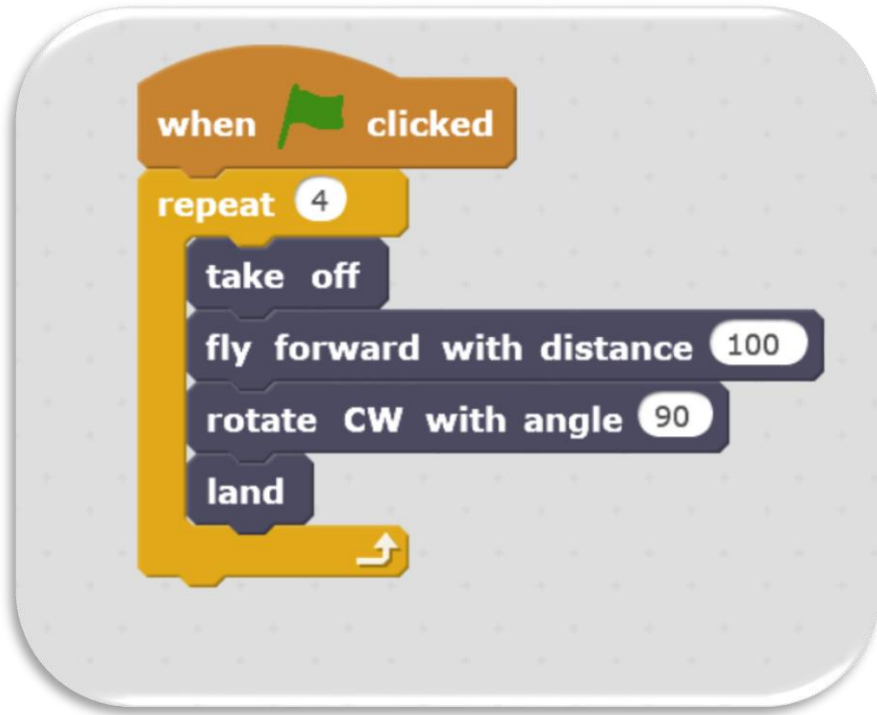 when clicked
repeat 4
take off
fly forward with distance 100
rotate CW with angle 90
land